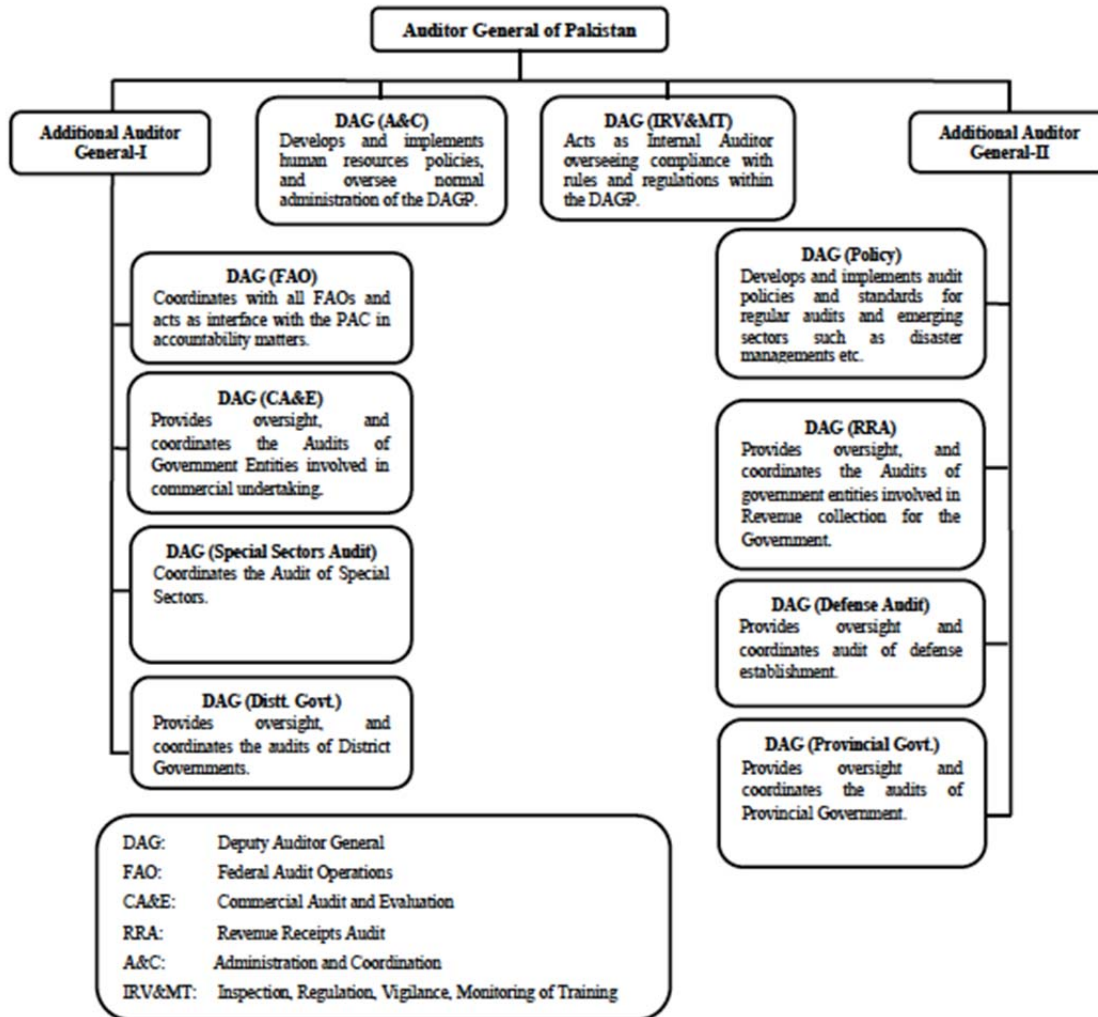 Auditor General of Pakistan
Additional Auditor
General-I
DAG (A&C)
Develops and implements
human resources policies,
and oversee normal
administration of the DAGP.
DAG (IRV&MT)
Acts as Internal Auditor
overseeing compliance with
rules and regulations within
the DAGP.
Additional Auditor
General-II
DAG (FAO)
Coordinates with all FAOs and
acts as interface with the PAC in
accountability matters.
DAG (CA&E)
Provides oversight, and
coordinates the Audits of
Government Entities involved in
commercial undertaking.
DAG (Special Sectors Audit)
Coordinates the Audit of Special
Sectors.
DAG (Distt. Govt.)
Provides oversight, and
coordinates the audits of District
Governments.
DAG (Policy)
Develops and implements audit
policies and standards for
regular audits and emerging
sectors such as disaster
managements etc.
DAG (RRA)
Provides oversight, and
coordinates the Audits of
government entities involved in
Revenue collection for the
Government.
DAG (Defense Audit)
Provides oversight and
coordinates audit of defense
establishment.
DAG (Provincial Govt.)
Provides oversight and
coordinates the audits of
Provincial Government.
DAG: Deputy Auditor General
FAO: Federal Audit Operations
CA&E: Commercial Audit and Evaluation
RRA: Revenue Receipts Audit
A&C: Administration and Coordination
IRV&MT: Inspection, Regulation, Vigilance, Monitoring of Training